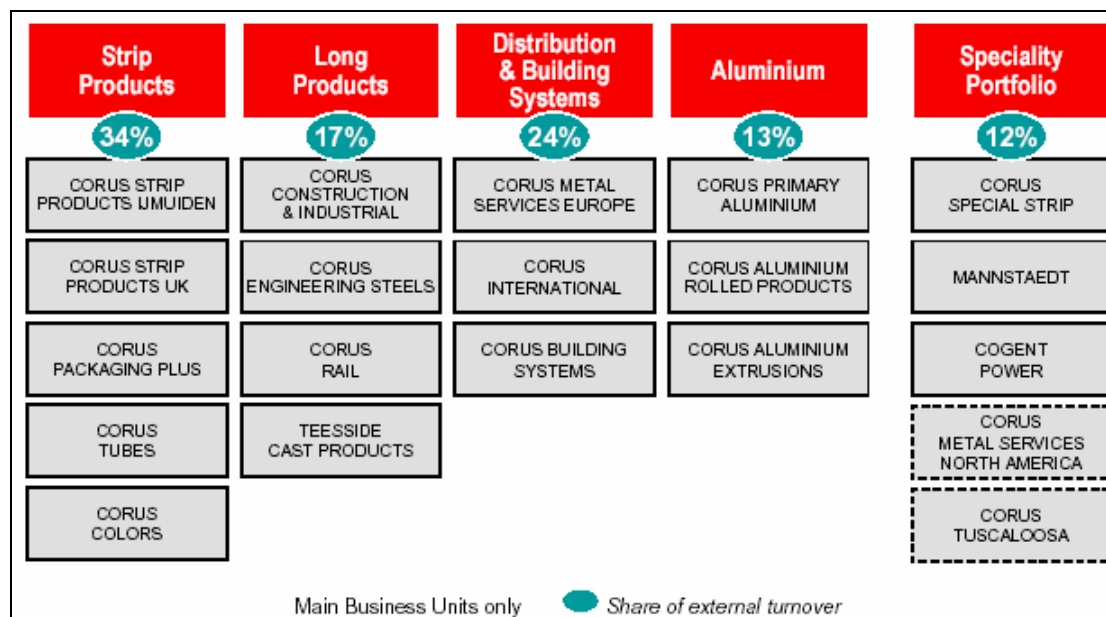 Strip
Products
Long
Products
Distribution
& Building
Systems
Aluminium
Speciality
Portfolio
34%
17%
24%
13%
12%
CORUS STRIP
PRODUCTS IJMUIDEN
CORUS
CONSTRUCTION
& INDUSTRIAL
CORUS METAL
SERVICES EUROPE
CORUS PRIMARY
ALUMINIUM
CORUS
SPECIAL STRIP
CORUS STRIP
PRODUCTS UK
CORUS
ENGINEERING STEELS
CORUS
INTERNATIONAL
CORUS ALUMINIUM
ROLLED PRODUCTS
MANNSTAEDT
CORUS
PACKAGING PLUS
CORUS
RAIL
CORUS BUILDING
SYSTEMS
CORUS ALUMINIUM
EXTRUSIONS
COGENT
POWER
CORUS
TUBES
TEESSIDE
CAST PRODUCTS
CORUS
METAL SERVICES
NORTH AMERICA
CORUS
COLORS
CORUS
TUSCALOOSA
Main Business Units only
Share of external turnover